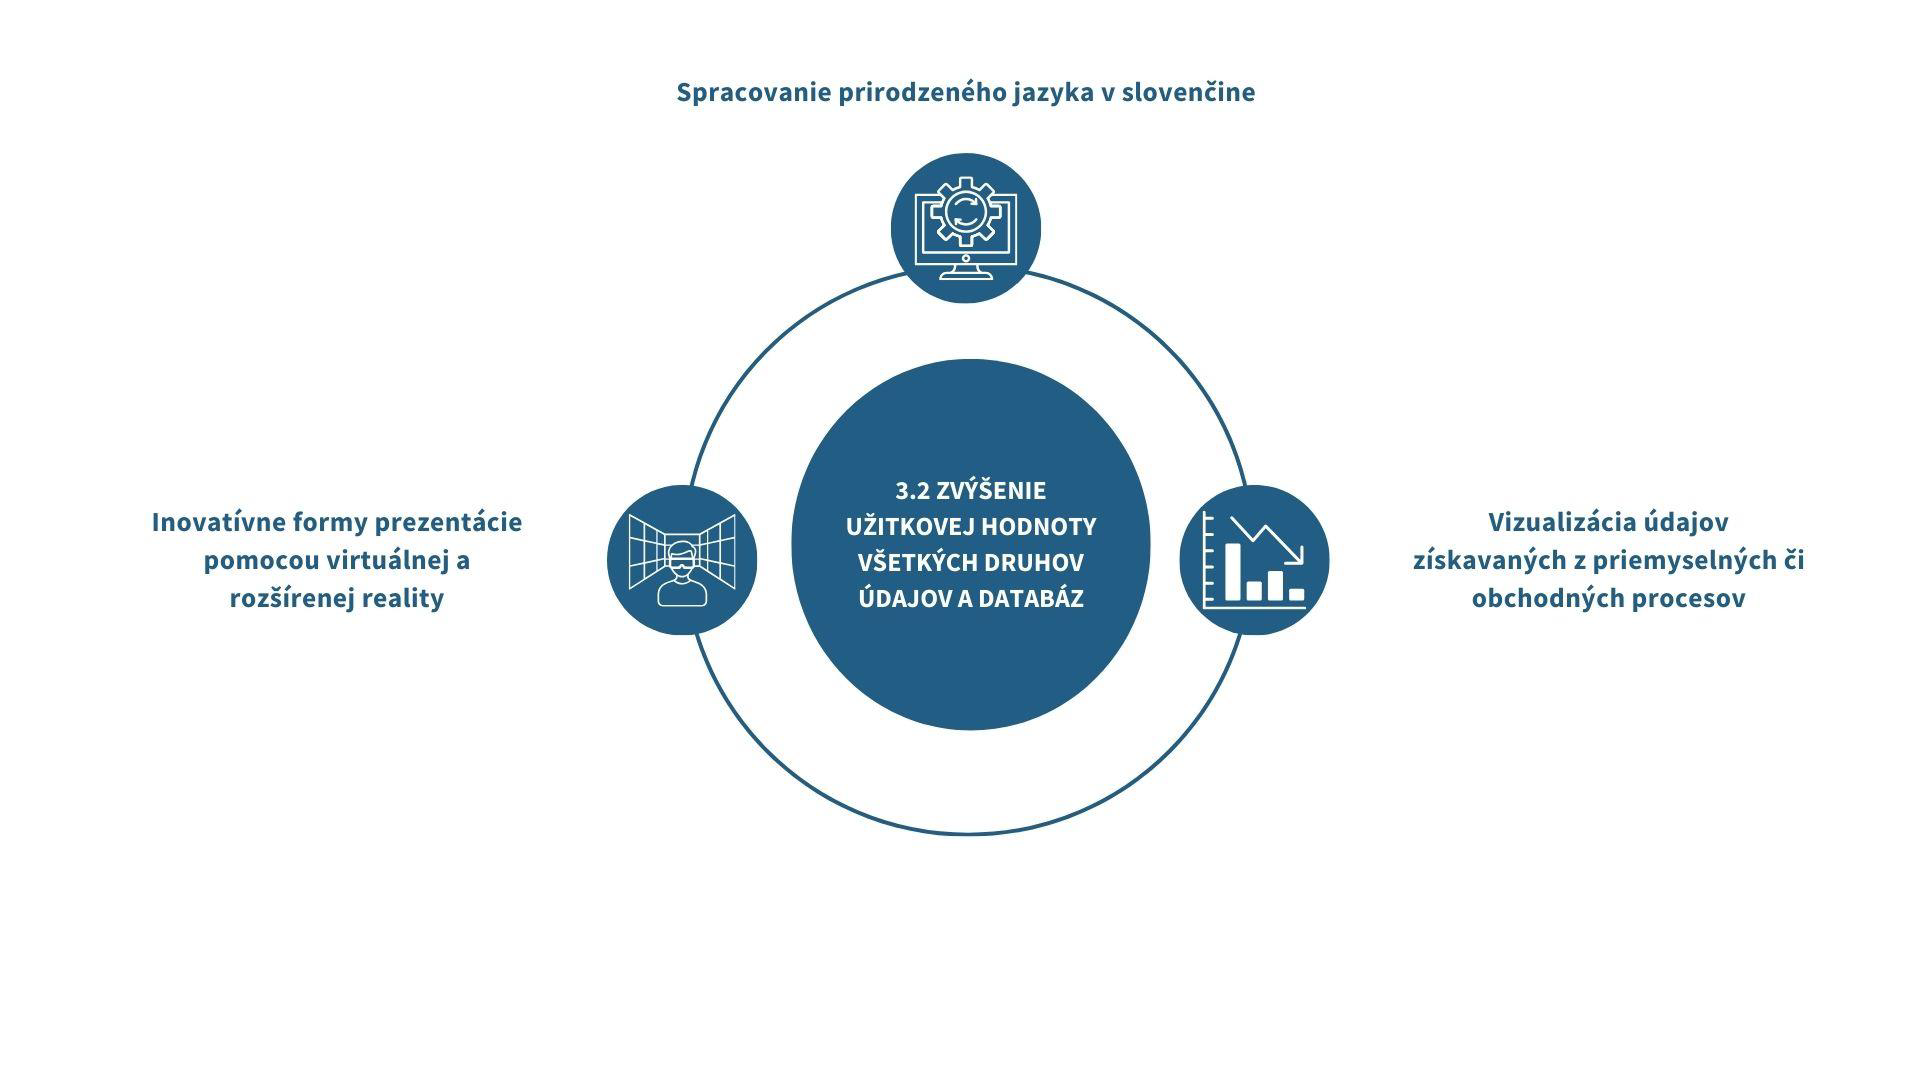 Spracovanie prirodzeného jazyka v slovenčine
Inovatívne formy prezentácie
pomocou virtuálnej a
rozšírenej reality
3.2 ZVÝŠENIE
UŽITKOVEJ HODNOTY
VŠETKÝCH DRUHOV
ÚDAJOV A DATABÁZ
Vizualizácia údajov
získavaných z priemyselných či
obchodných procesov